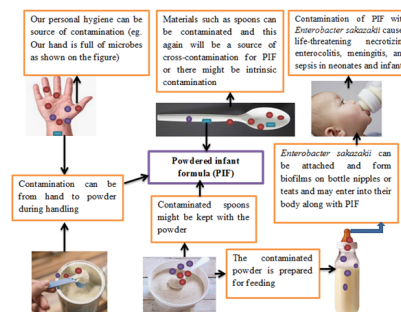 Our personal hygiene can be
source of contamination (eg.
Our hand is full of microbes
as shown on the figure)
Materials such as spoons can
be contaminated and this
again will be a source of
cross-contamination for PIF
or there might be intrinsic
contamination
Contamination of PIF wit
Enterobacter sakazakii cause
life-threatening necrotizin
enterocolitis, meningitis, an
sepsis in neonates and infant
Powdered infant
formula (PIF)
Enterobacter sakazakii can
be attached and form
biofilms on bottle nipples or
teats and may enter into their
body along with PIF
Contamination can be
from hand to powder
during handling
Contaminated spoons
might be kept with the
powder
The contaminated
powder is prepared
for feeding